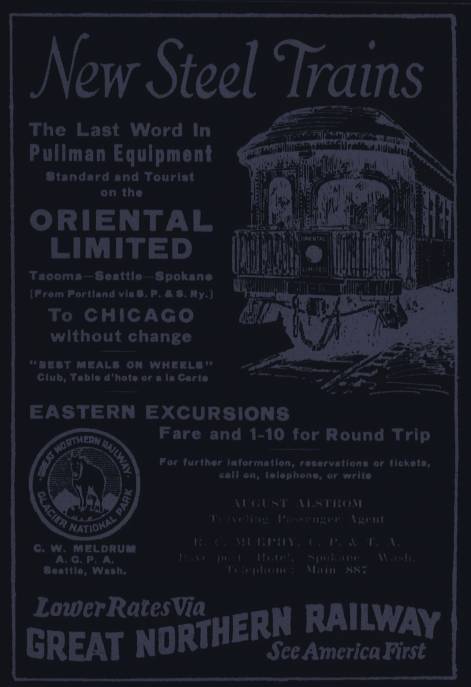 New Steel Trains
The Last Word In
Pullman Equipment
Standard and Tourist
on the
ORIENTAL
LIMITED
Tacoma—Seattle—Spokane
[From Portland via S. P. & S. Ry.]
To CHICAGO
without change
"BEST MEALS ON WHEELS"
Club, Table d'hote or a la Carte
ORIENTAL
LIMITED
EASTERN EXCURSIONS
Fare and 1-10 for Round Trip
For further information, reservations or tickets,
call on, telephone, or write
GREAT NORTHERN RAILWAY
GLACIER NATIONAL PARK
AUGUST ALSTROM
Traveling Passenger Agent
R. C. MURPHY, C. P. & T. A.
Davenport Hotel, Spokane, Wash.
Telephone: Main 887
C. W. MELDRUM
A. G. P. A.
Seattle, Wash.
Lower Rates Via
GREAT NORTHERN RAILWAY
See America First